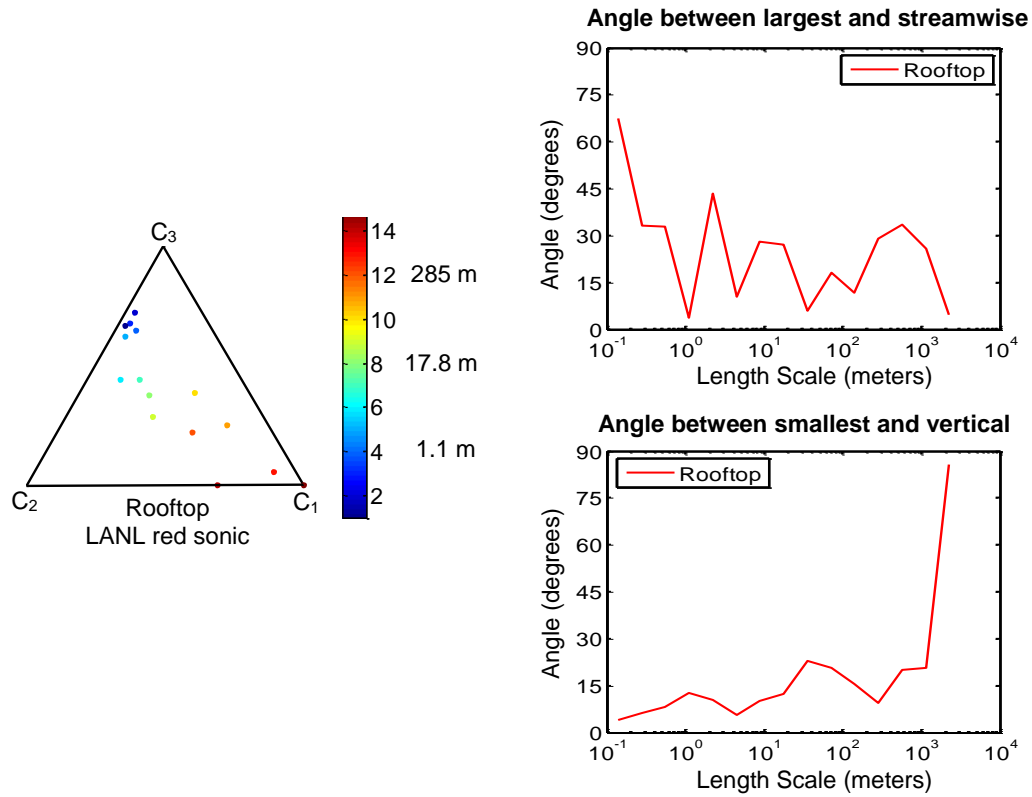 C3
C2
C1
Rooftop
LANL red sonic
14
12
10
8
6
4
2
285 m
17.8 m
1.1 m
Angle between largest and streamwise
Rooftop
90
75
60
45
30
15
0
Angle (degrees)
10^-1
10^0
10^1
10^2
10^3
10^4
Length Scale (meters)
Angle between smallest and vertical
Rooftop
90
75
60
45
30
15
0
Angle (degrees)
10^-1
10^0
10^1
10^2
10^3
10^4
Length Scale (meters)